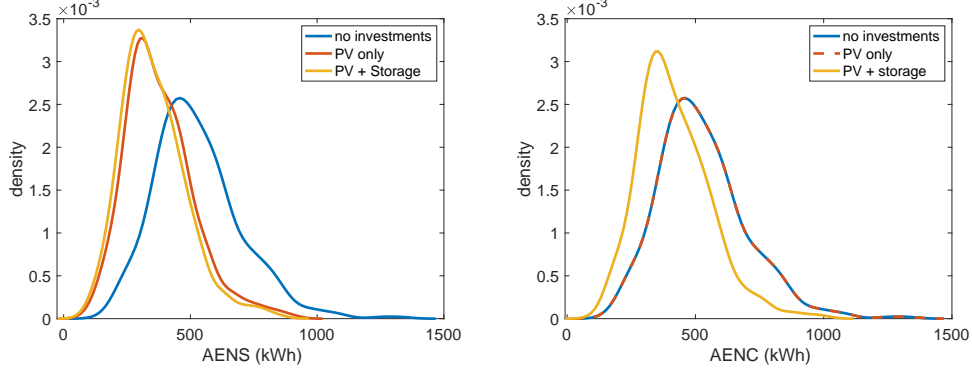 ×10⁻³
3.5
3
2.5
2
1.5
1
0.5
0
density
0
500
1000
1500
AENS (kWh)
no investments
PV only
PV + Storage
×10⁻³
3.5
3
2.5
2
1.5
1
0.5
0
density
0
500
1000
1500
AENC (kWh)
no investments
PV only
PV + storage